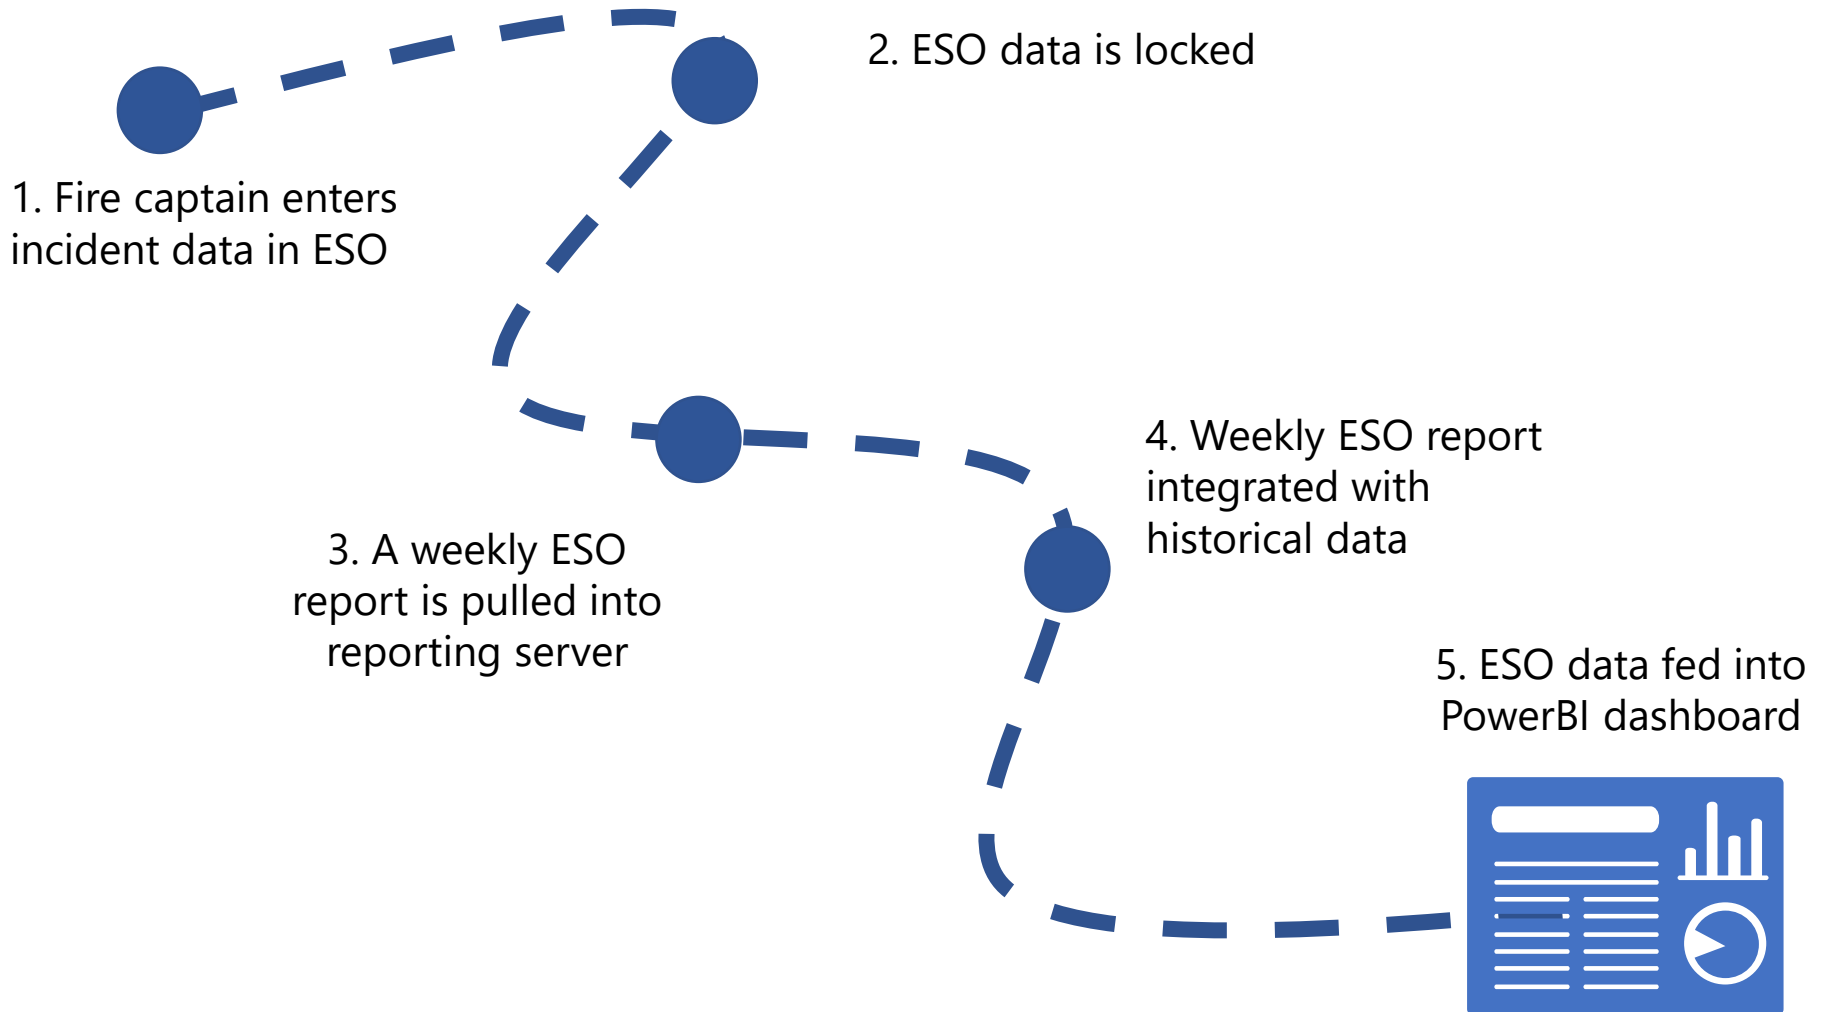 1. Fire captain enters
incident data in ESO
2. ESO data is locked
3. A weekly ESO
report is pulled into
reporting server
4. Weekly ESO report
integrated with
historical data
5. ESO data fed into
PowerBI dashboard